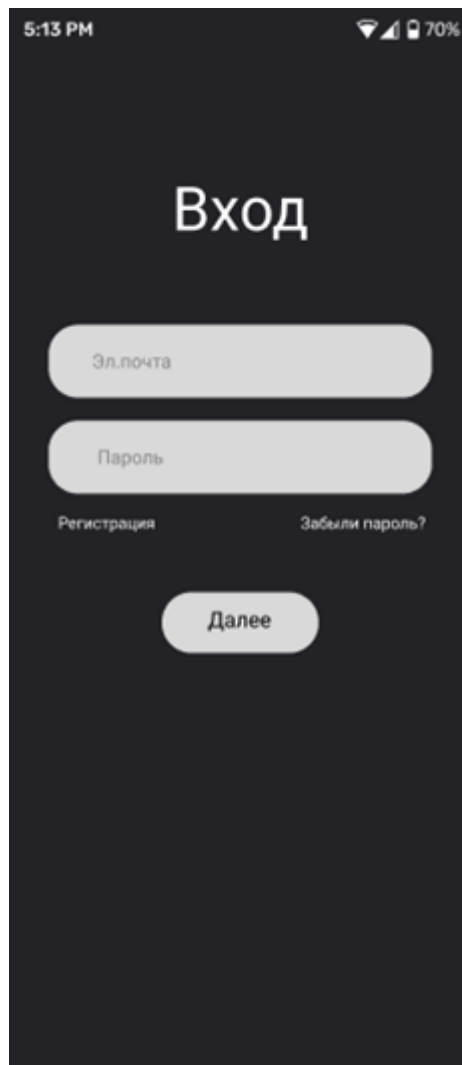 5:13 PM 70%
Вход
Эл.почта
Пароль
Регистрация Забыли пароль?
Далее